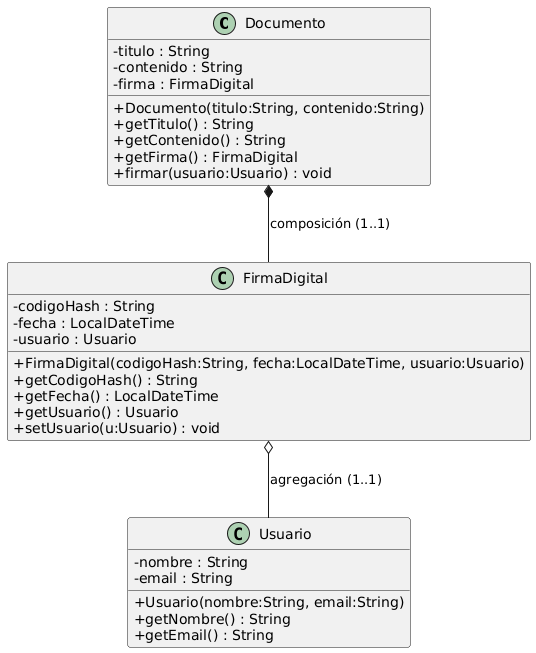 C Documento
-titulo : String
-contenido : String
-firma : FirmaDigital
+Documento(titulo:String, contenido:String)
+getTitulo() : String
+getContenido() : String
+getFirma() : FirmaDigital
+firmar(usuario:Usuario) : void
composición (1..1)
C FirmaDigital
-codigoHash : String
-fecha : LocalDateTime
-usuario : Usuario
+FirmaDigital(codigoHash:String, fecha:LocalDateTime, usuario:Usuario)
+getCodigoHash() : String
+getFecha() : LocalDateTime
+getUsuario() : Usuario
+setUsuario(u:Usuario) : void
agregación (1..1)
C Usuario
-nombre : String
-email : String
+Usuario(nombre:String, email:String)
+getNombre() : String
+getEmail() : String